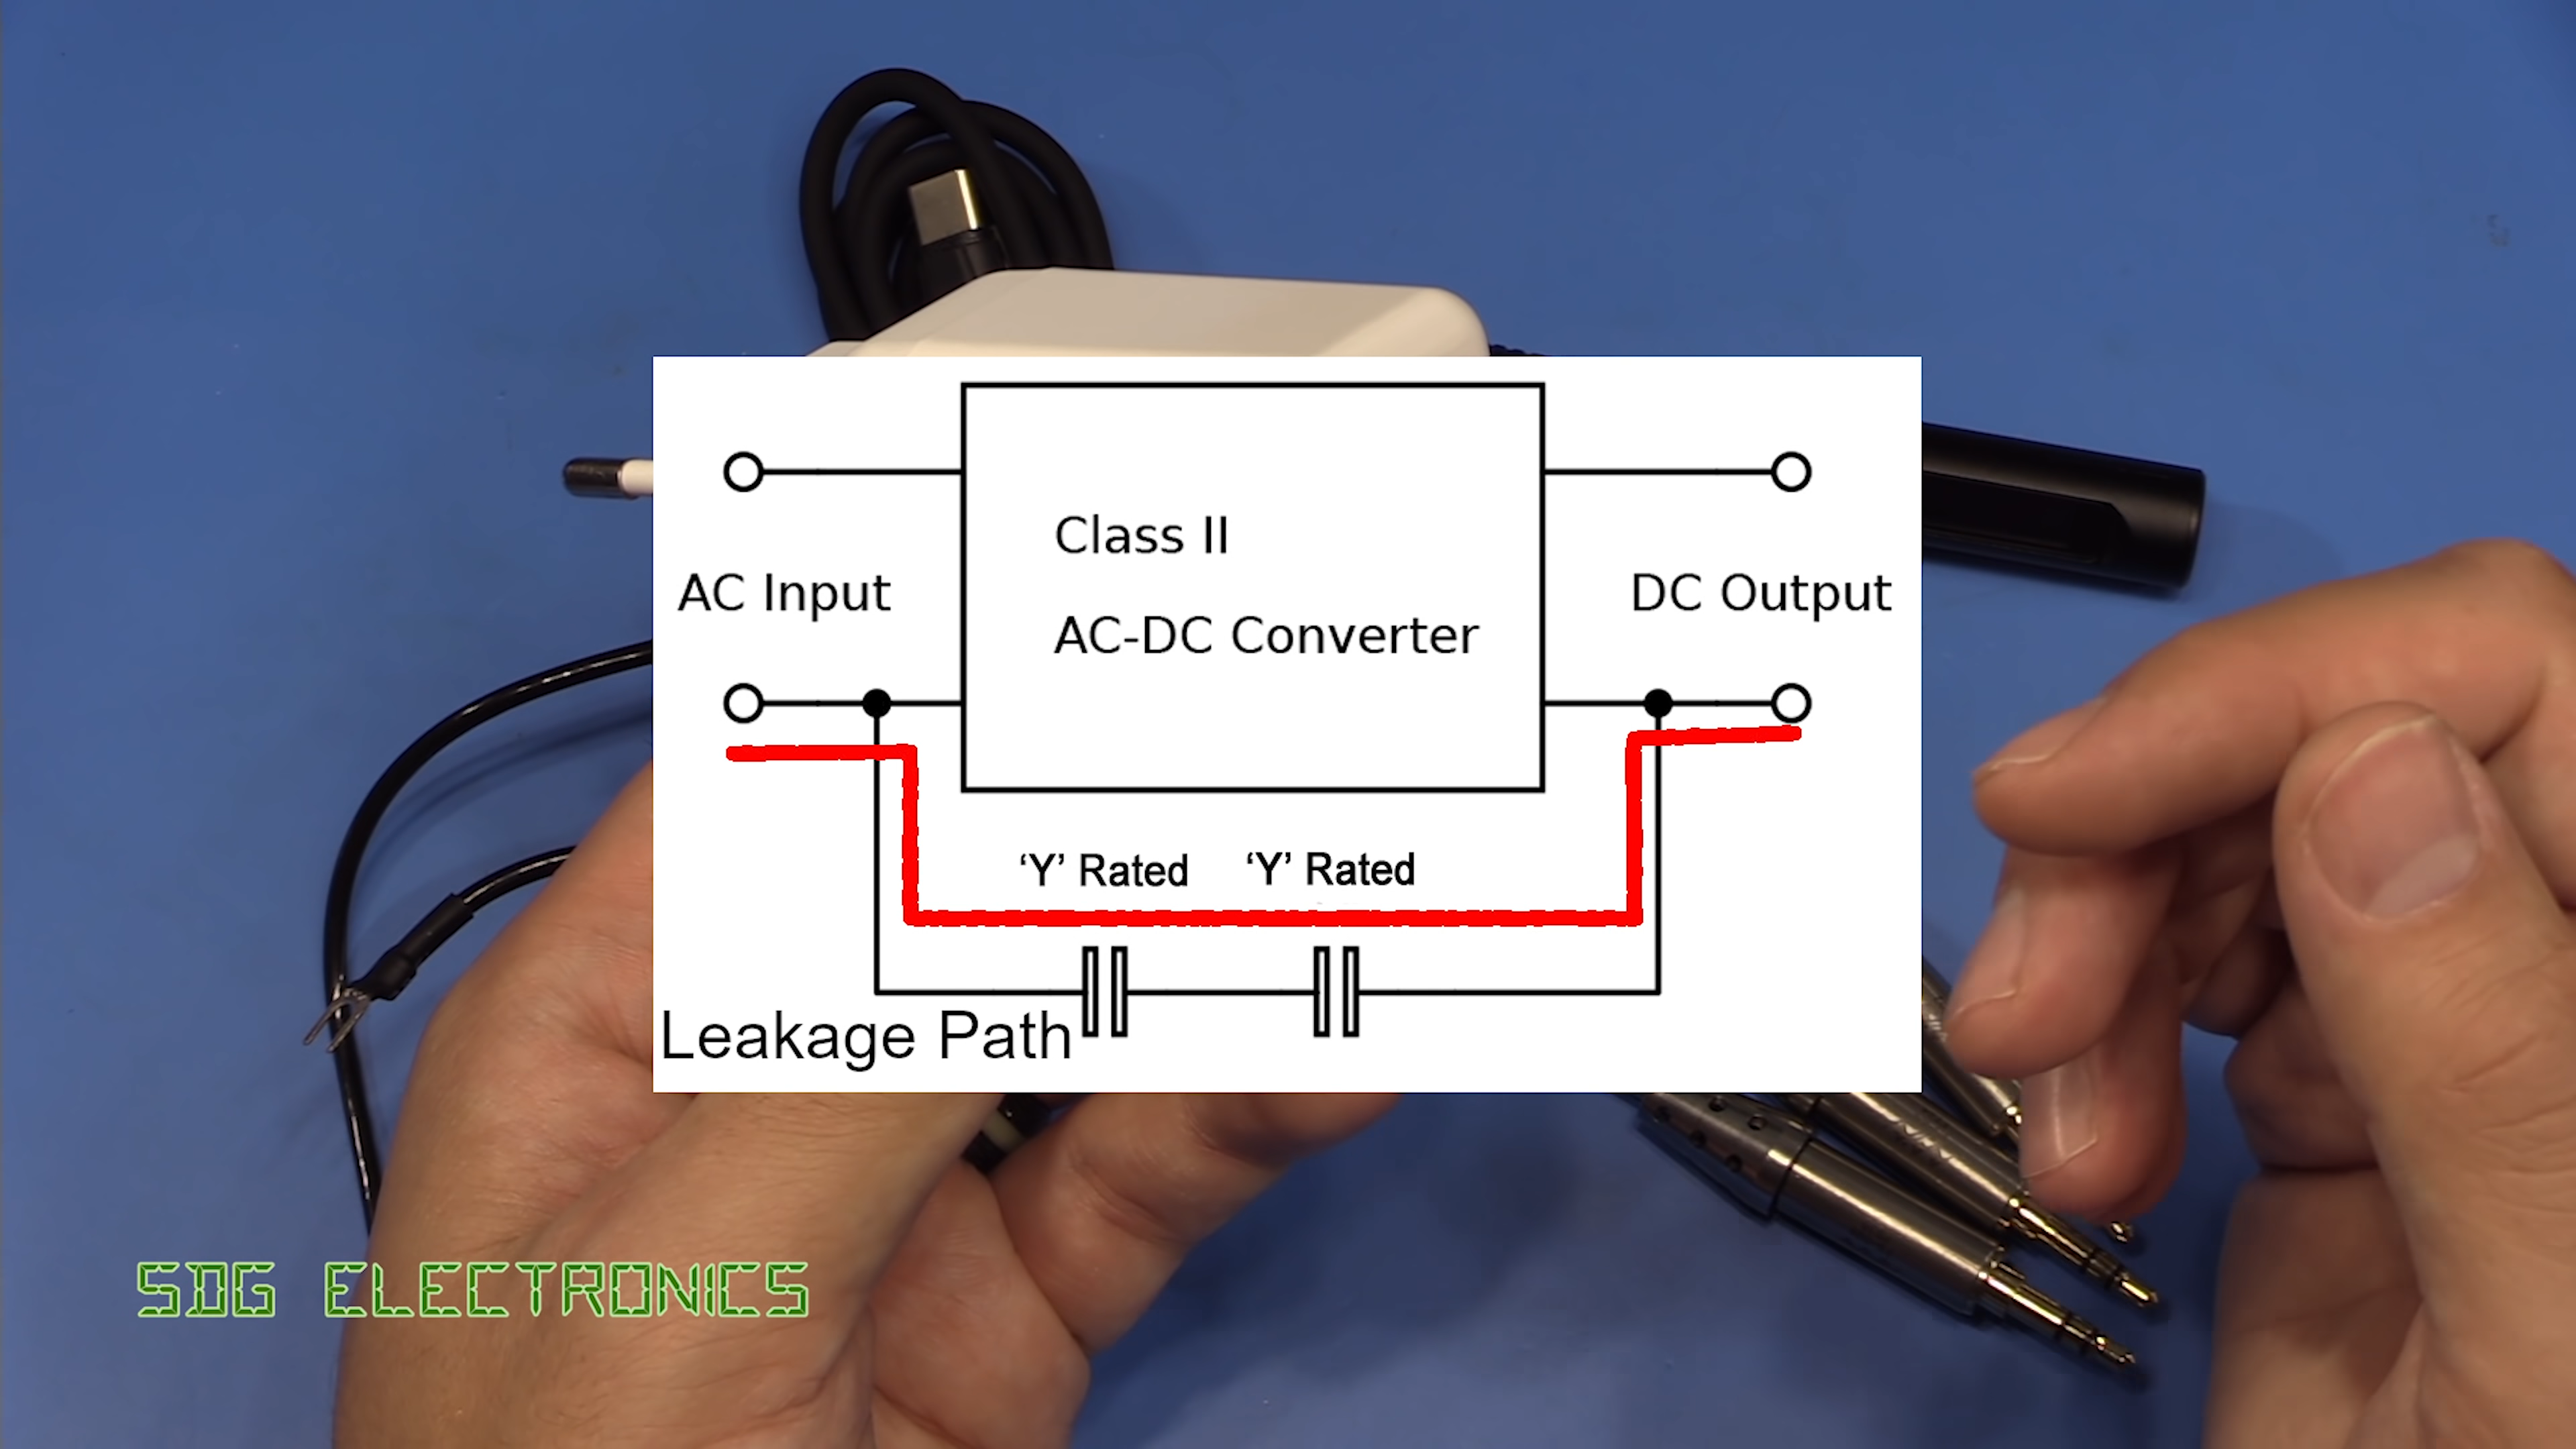 Class II
AC Input
DC Output
AC-DC Converter
‘Y’ Rated
‘Y’ Rated
Leakage Path
SDG ELECTRONICS